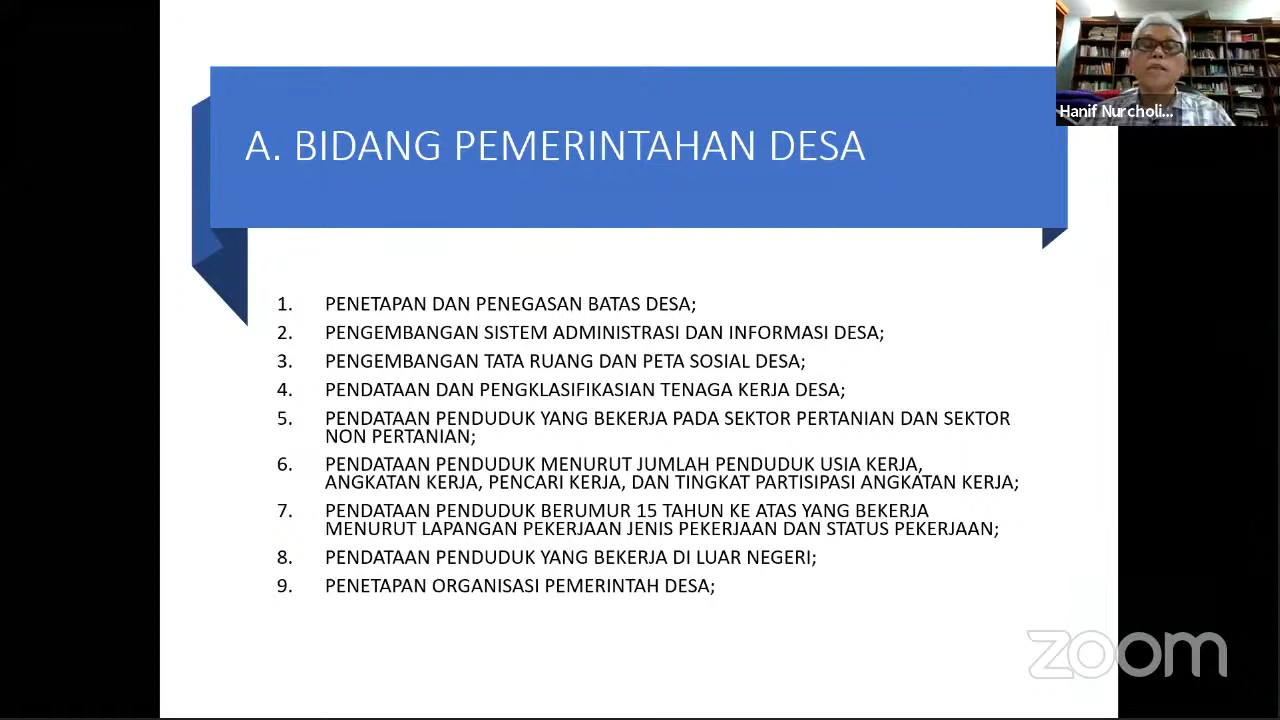 Hanif Nurcholi...
A. BIDANG PEMERINTAHAN DESA
1. PENETAPAN DAN PENEGASAN BATAS DESA;
2. PENGEMBANGAN SISTEM ADMINISTRASI DAN INFORMASI DESA;
3. PENGEMBANGAN TATA RUANG DAN PETA SOSIAL DESA;
4. PENDATAAN DAN PENGKLASIFIKASIAN TENAGA KERJA DESA;
5. PENDATAAN PENDUDUK YANG BEKERJA PADA SEKTOR PERTANIAN DAN SEKTOR
NON PERTANIAN;
6. PENDATAAN PENDUDUK MENURUT JUMLAH PENDUDUK USIA KERJA,
ANGKATAN KERJA, PENCARI KERJA, DAN TINGKAT PARTISIPASI ANGKATAN KERJA;
7. PENDATAAN PENDUDUK BERUMUR 15 TAHUN KE ATAS YANG BEKERJA
MENURUT LAPANGAN PEKERJAAN JENIS PEKERJAAN DAN STATUS PEKERJAAN;
8. PENDATAAN PENDUDUK YANG BEKERJA DI LUAR NEGERI;
9. PENETAPAN ORGANISASI PEMERINTAH DESA;
zoom